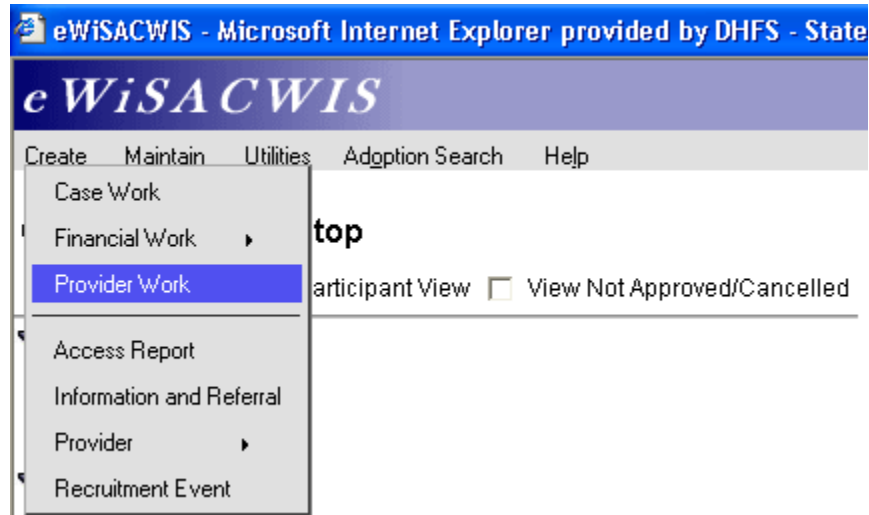 eWiSACWIS - Microsoft Internet Explorer provided by DHFS - State
e WiSACWIS
Create Maintain Utilities Adoption Search Help
Case Work
Financial Work top
Provider Work articipant View View Not Approved/Cancelled
Access Report
Information and Referral
Provider
Recruitment Event